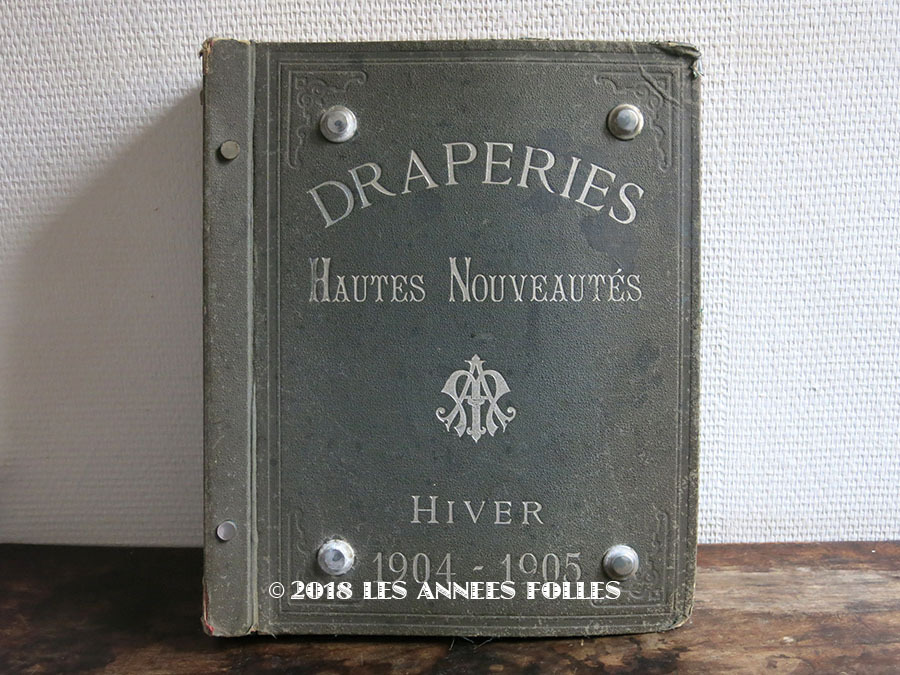 DRAPERIES
HAUTES NOUVEAUTÉS
HIVER
1904 - 1905
© 2018 LES ANNEES FOLLES